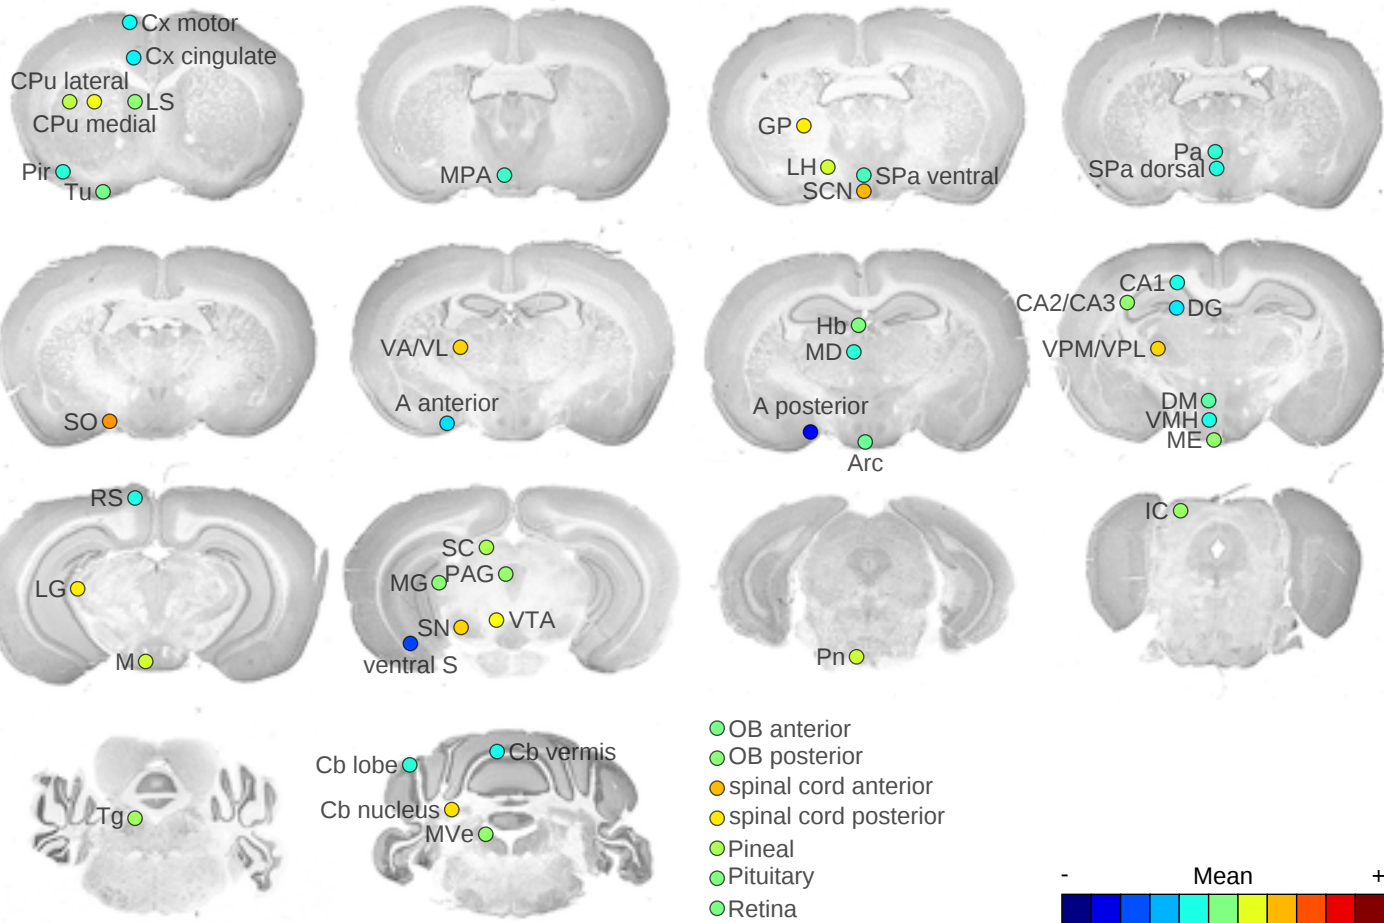 Cx motor
Cx cingulate
CPu lateral
LS
CPu medial
Pir
Tu
MPA
GP
LH
SPa ventral
SCN
Pa
SPa dorsal
SO
VA/VL
A anterior
Hb
MD
A posterior
Arc
CA1
CA2/CA3
DG
VPM/VPL
DM
VMH
ME
RS
LG
M
SC
PAG
MG
VTA
SN
ventral S
Pn
IC
Tg
Cb vermis
Cb lobe
Cb nucleus
MVe
OB anterior
OB posterior
spinal cord anterior
spinal cord posterior
Pineal
Pituitary
Retina
- Mean +